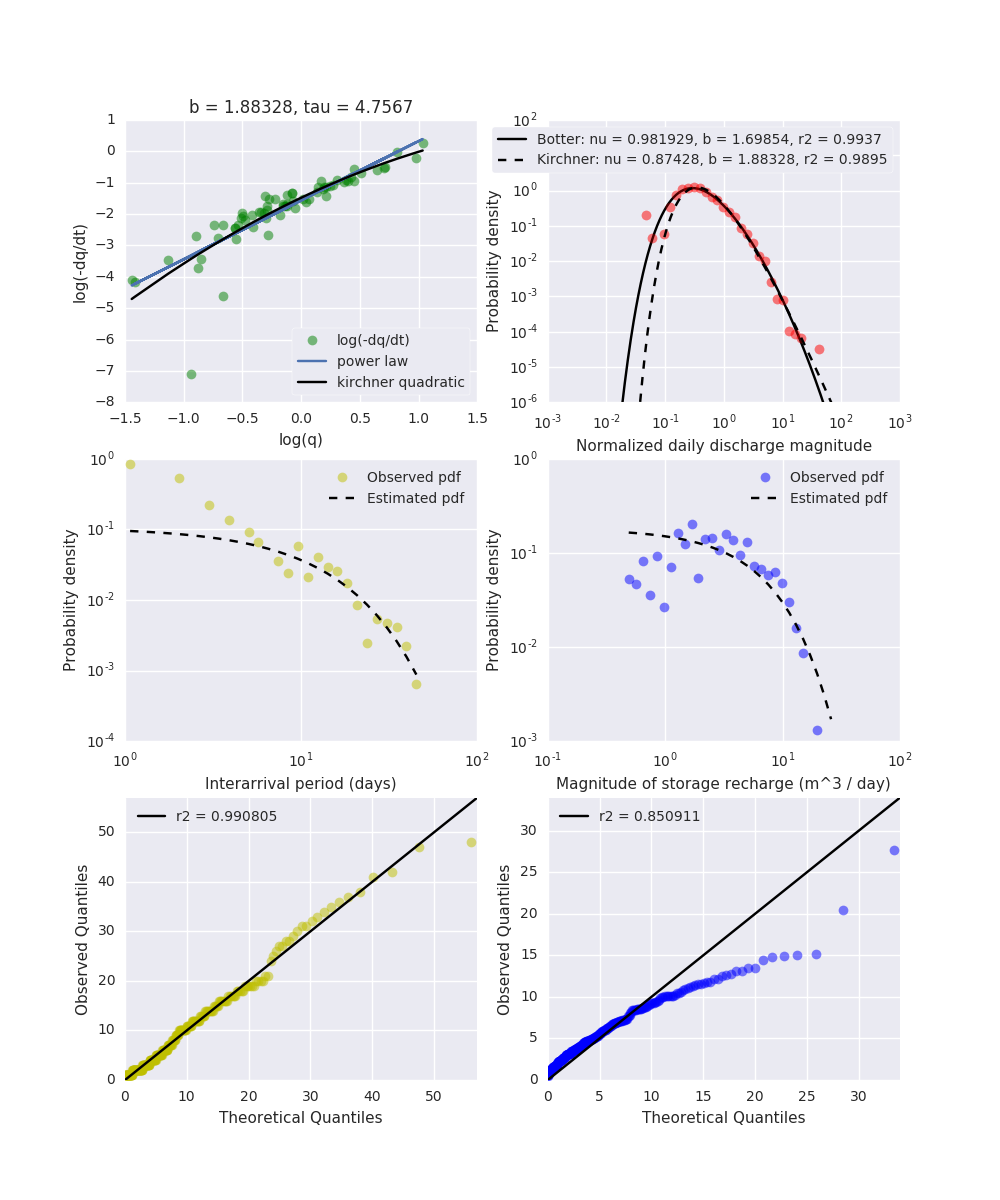 b = 1.88328, tau = 4.7567
1
0
−1
−2
−3
−4
−5
−6
−7
−8
log(-dq/dt)
log(-dq/dt)
power law
kirchner quadratic
−1.5 −1.0 −0.5 0.0 0.5 1.0 1.5
log(q)
10^2
Botter: nu = 0.981929, b = 1.69854, r2 = 0.9937
Kirchner: nu = 0.87428, b = 1.88328, r2 = 0.9895
10^0
10^-1
10^-2
10^-3
10^-4
10^-5
10^-6
Probability density
10^-3 10^-2 10^-1 10^0 10^1 10^2 10^3
Normalized daily discharge magnitude
10^0
10^-1
10^-2
10^-3
10^-4
Probability density
Observed pdf
Estimated pdf
10^0 10^1 10^2
Interarrival period (days)
10^0
10^-1
10^-2
10^-3
Probability density
Observed pdf
Estimated pdf
10^-1 10^0 10^1 10^2
Magnitude of storage recharge (m^3 / day)
r2 = 0.990805
50
40
30
20
10
0
Observed Quantiles
0 10 20 30 40 50
Theoretical Quantiles
r2 = 0.850911
30
25
20
15
10
5
0
Observed Quantiles
0 5 10 15 20 25 30
Theoretical Quantiles